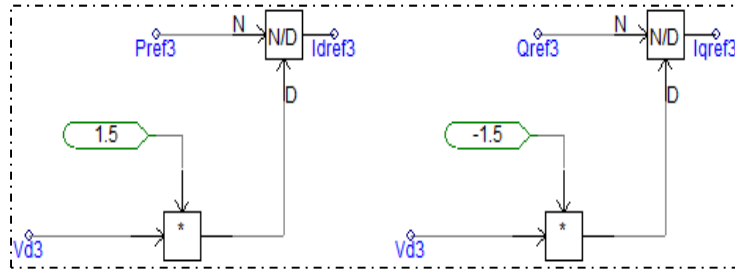 N N/D D
Pref3 Idref3
1.5
*
Vd3
N N/D D
Qref3 Iqref3
-1.5
*
Vd3